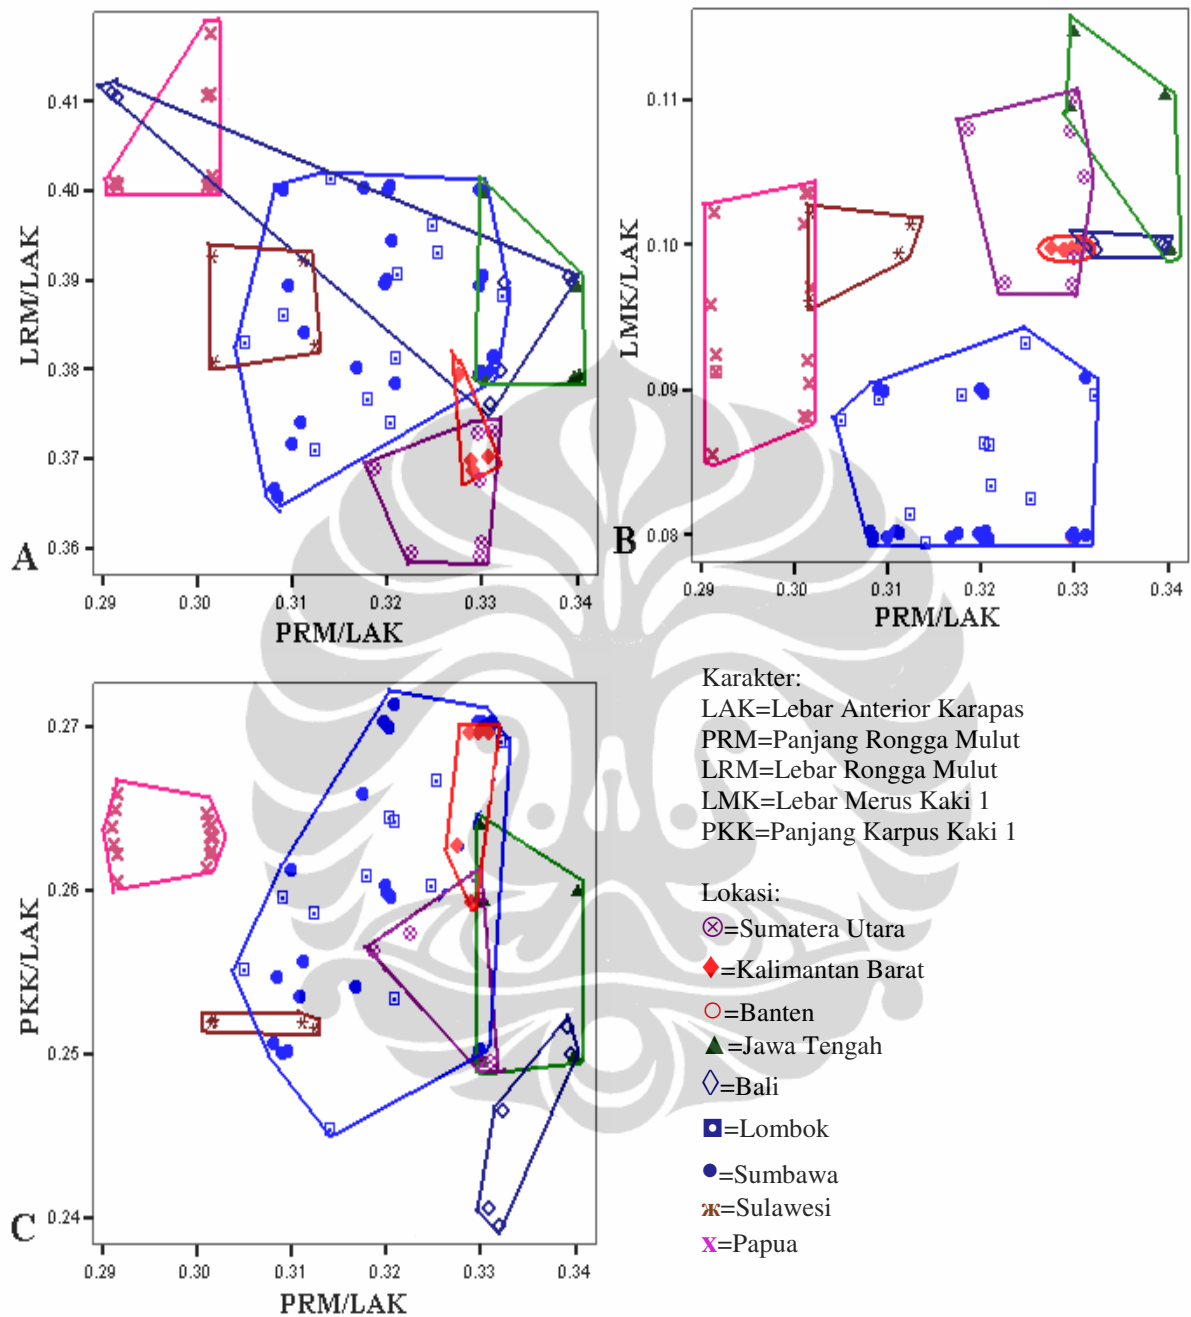 0.41
0.40
0.39
0.38
0.37
0.36
LRM/LAK
A
0.29 0.30 0.31 0.32 0.33 0.34
PRM/LAK
0.11
0.10
0.09
0.08
LMK/LAK
B
0.29 0.30 0.31 0.32 0.33 0.34
PRM/LAK
0.27
0.26
0.25
0.24
PKK/LAK
C
0.29 0.30 0.31 0.32 0.33 0.34
PRM/LAK
Karakter:
LAK=Lebar Anterior Karapas
PRM=Panjang Rongga Mulut
LRM=Lebar Rongga Mulut
LMK=Lebar Merus Kaki 1
PKK=Panjang Karpus Kaki 1
Lokasi:
=Sumatera Utara
=Kalimantan Barat
=Banten
=Jawa Tengah
=Bali
=Lombok
=Sumbawa
ж=Sulawesi
x=Papua